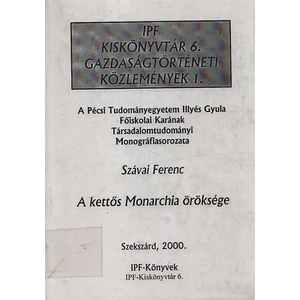 IPF
KISKÖNYVTÁR 6.
GAZDASÁGTÖRTÉNETI
KÖZLEMÉNYEK 1.
A Pécsi Tudományegyetem Illyés Gyula
Főiskolai Karának
Társadalomtudományi
Monográfiasorozata
Szávai Ferenc
A kettős Monarchia öröksége
Szekszárd, 2000.
IPF-Könyvek
IPF-Kiskönyvtár 6.